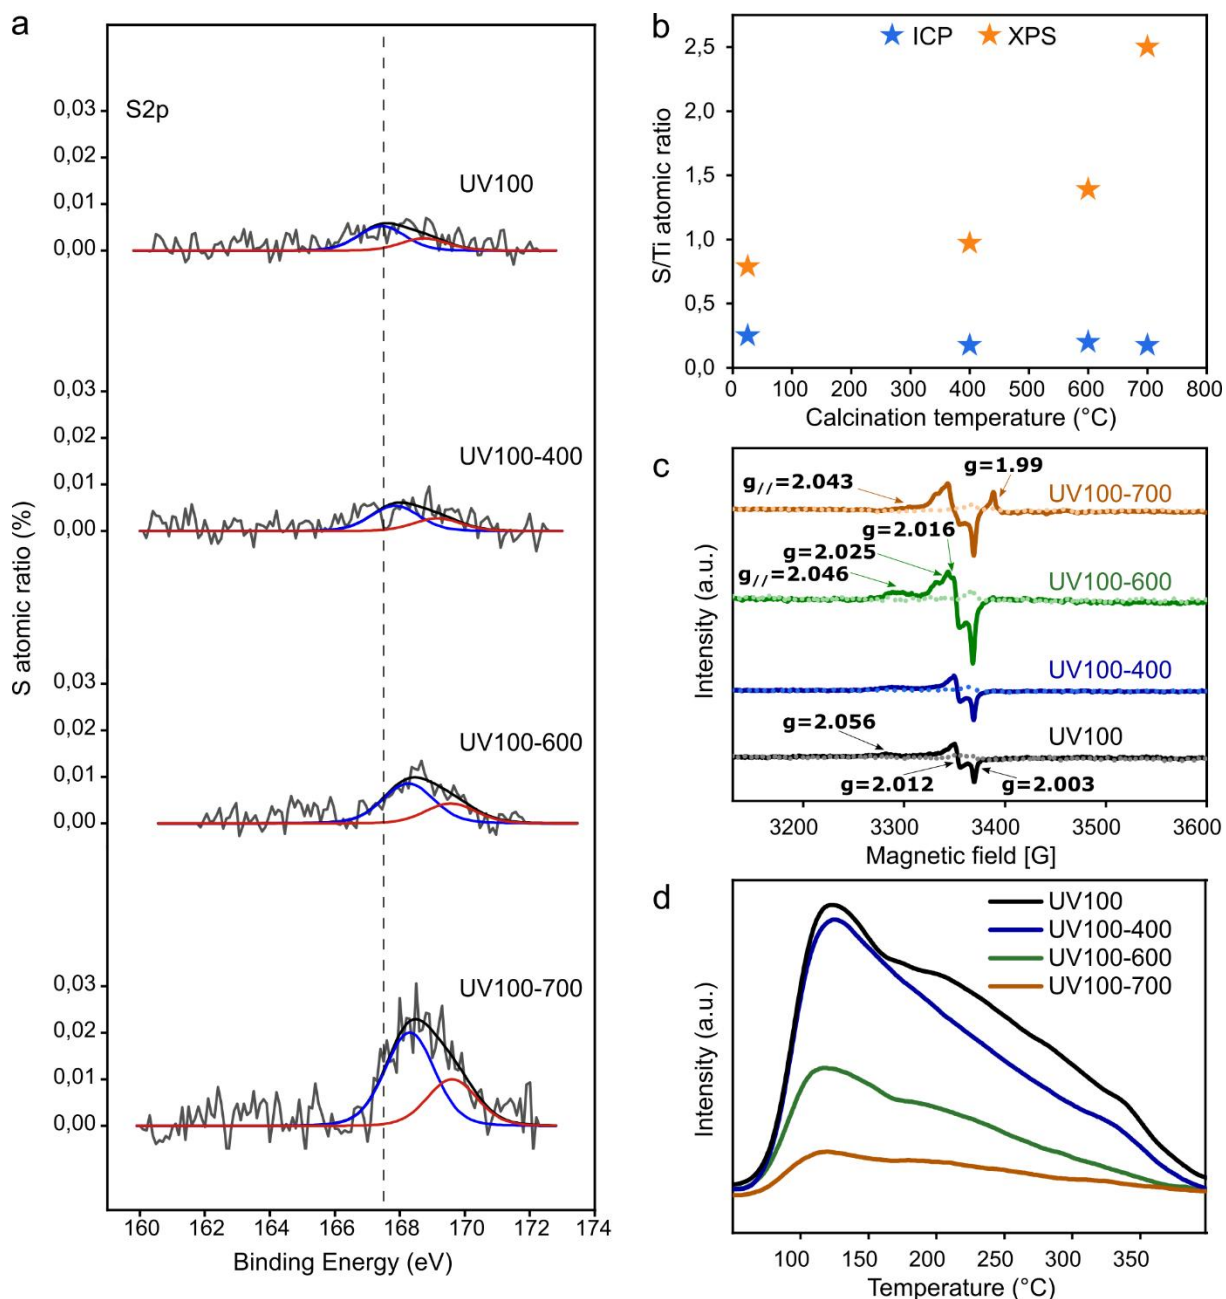 a
S2p
0,03
0,02
0,01
0,00
UV100
0,03
0,02
0,01
0,00
UV100-400
0,03
0,02
0,01
0,00
UV100-600
0,03
0,02
0,01
0,00
UV100-700
S atomic ratio (%)
160 162 164 166 168 170 172 174
Binding Energy (eV)
b
ICP XPS
2,5
2,0
1,5
1,0
0,5
0,0
S/Ti atomic ratio
0 100 200 300 400 500 600 700 800
Calcination temperature (°C)
c
g//=2.043
g=1.99
UV100-700
g=2.016
g=2.025
g//=2.046
UV100-600
UV100-400
g=2.056
UV100
g=2.012
g=2.003
Intensity (a.u.)
3200 3300 3400 3500 3600
Magnetic field [G]
d
UV100
UV100-400
UV100-600
UV100-700
Intensity (a.u.)
100 150 200 250 300 350
Temperature (°C)